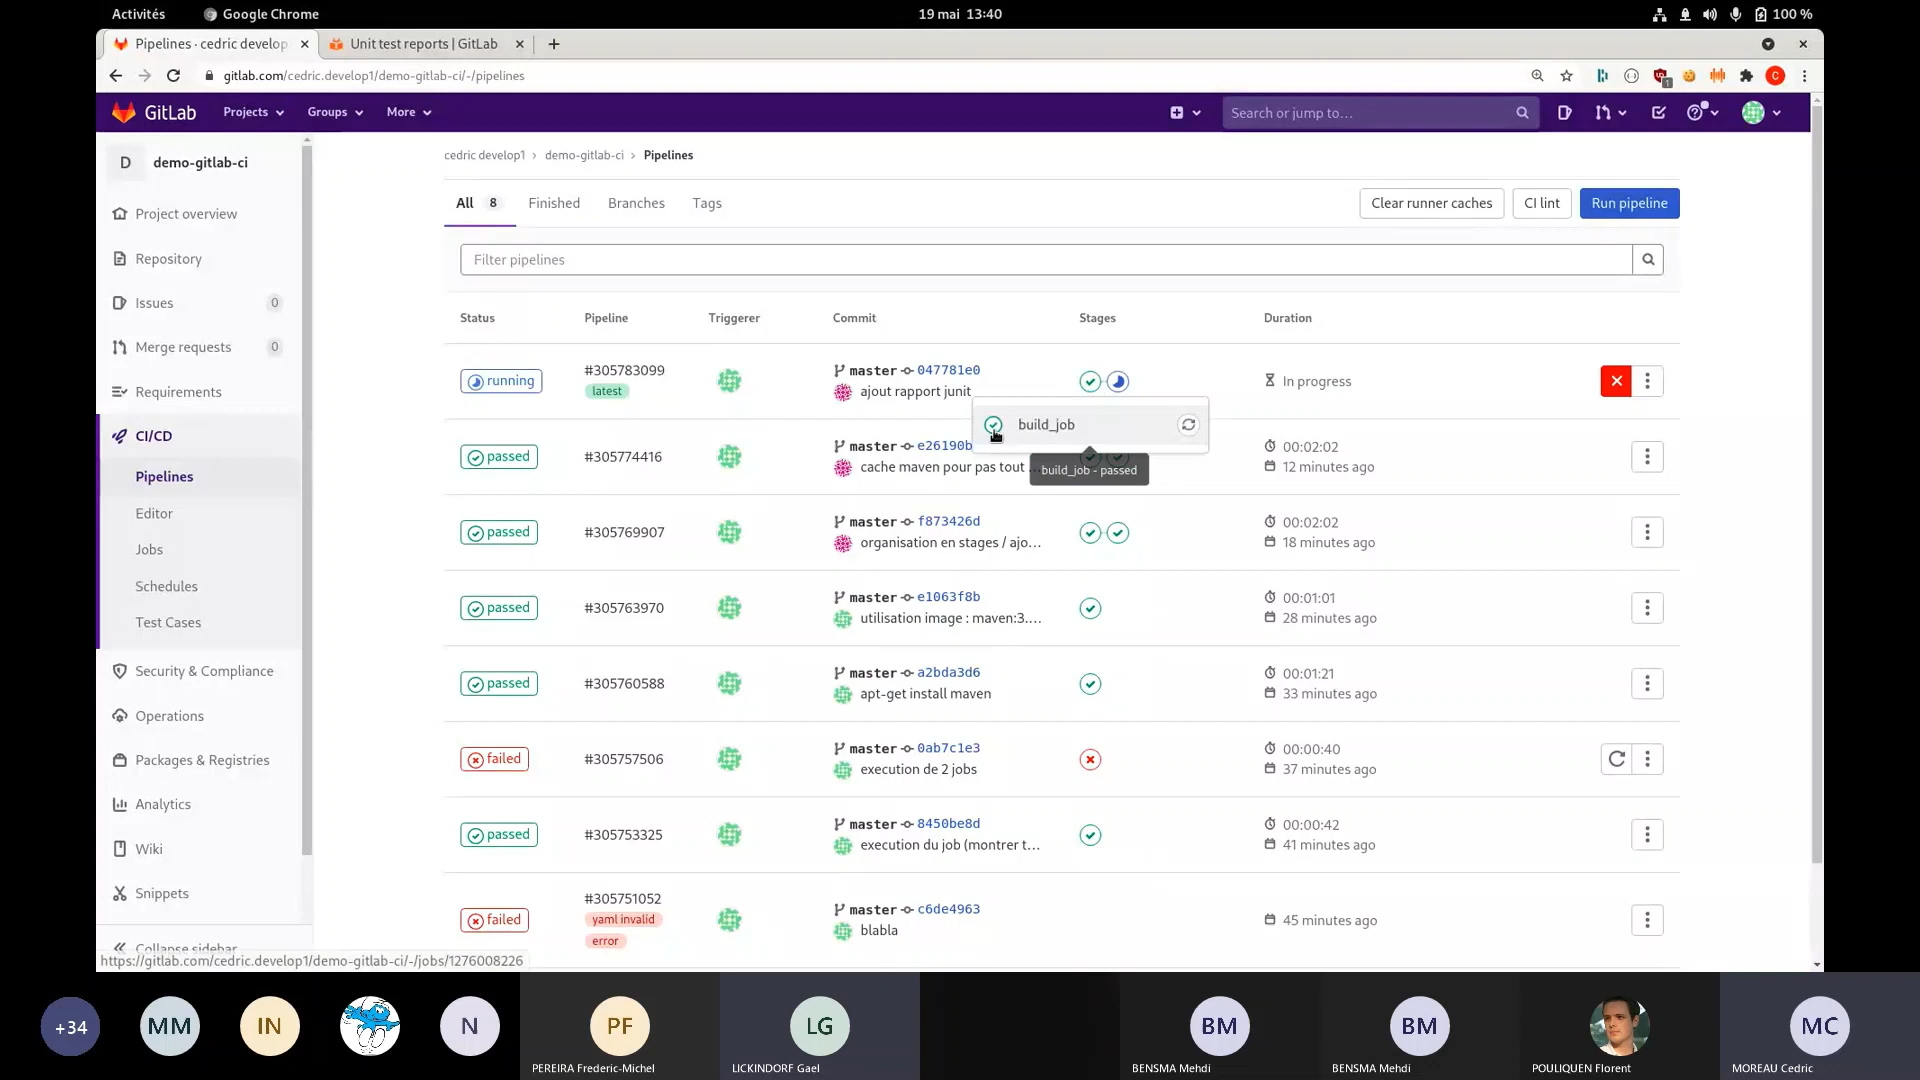 Activités
Google Chrome
19 mai 13:40
100 %
Pipelines · cedric develop
Unit test reports | GitLab
gitlab.com/cedric.develop1/demo-gitlab-ci/-/pipelines
1
C
GitLab
Projects
Groups
More
Search or jump to…
D
demo-gitlab-ci
Project overview
Repository
Issues
0
Merge requests
0
Requirements
CI/CD
Pipelines
Editor
Jobs
Schedules
Test Cases
Security & Compliance
Operations
Packages & Registries
Analytics
Wiki
Snippets
Collapse sidebar
https://gitlab.com/cedric.develop1/demo-gitlab-ci/-/jobs/1276008226
cedric develop1 › demo-gitlab-ci › Pipelines
All 8
Finished
Branches
Tags
Clear runner caches
CI lint
Run pipeline
Filter pipelines
Status
Pipeline
Triggerer
Commit
Stages
Duration
running
#305783099
latest
master
047781e0
ajout rapport junit
In progress
build_job
build_job - passed
passed
#305774416
master
e26190b
cache maven pour pas tout ...
00:02:02
12 minutes ago
passed
#305769907
master
f873426d
organisation en stages / ajo…
00:02:02
18 minutes ago
passed
#305763970
master
e1063f8b
utilisation image : maven:3.…
00:01:01
28 minutes ago
passed
#305760588
master
a2bda3d6
apt-get install maven
00:01:21
33 minutes ago
failed
#305757506
master
0ab7c1e3
execution de 2 jobs
00:00:40
37 minutes ago
passed
#305753325
master
8450be8d
execution du job (montrer t…
00:00:42
41 minutes ago
failed
#305751052
yaml invalid
error
master
c6de4963
blabla
45 minutes ago
+34
MM
IN
N
PF
PEREIRA Frederic-Michel
LG
LICKINDORF Gael
BM
BENSMA Mehdi
BM
BENSMA Mehdi
POULIQUEN Florent
MC
MOREAU Cedric